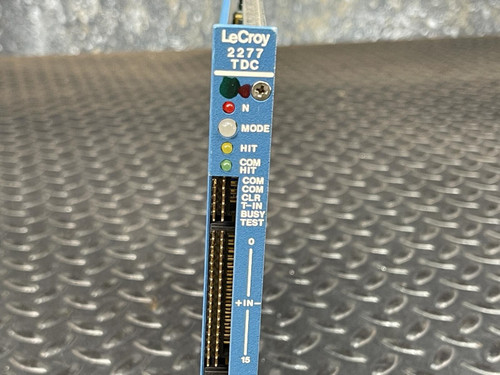 LeCroy
2277
TDC
N
MODE
HIT
COM
HIT
COM
COM
CLR
T-IN
BUSY
TEST
0
+IN-
15